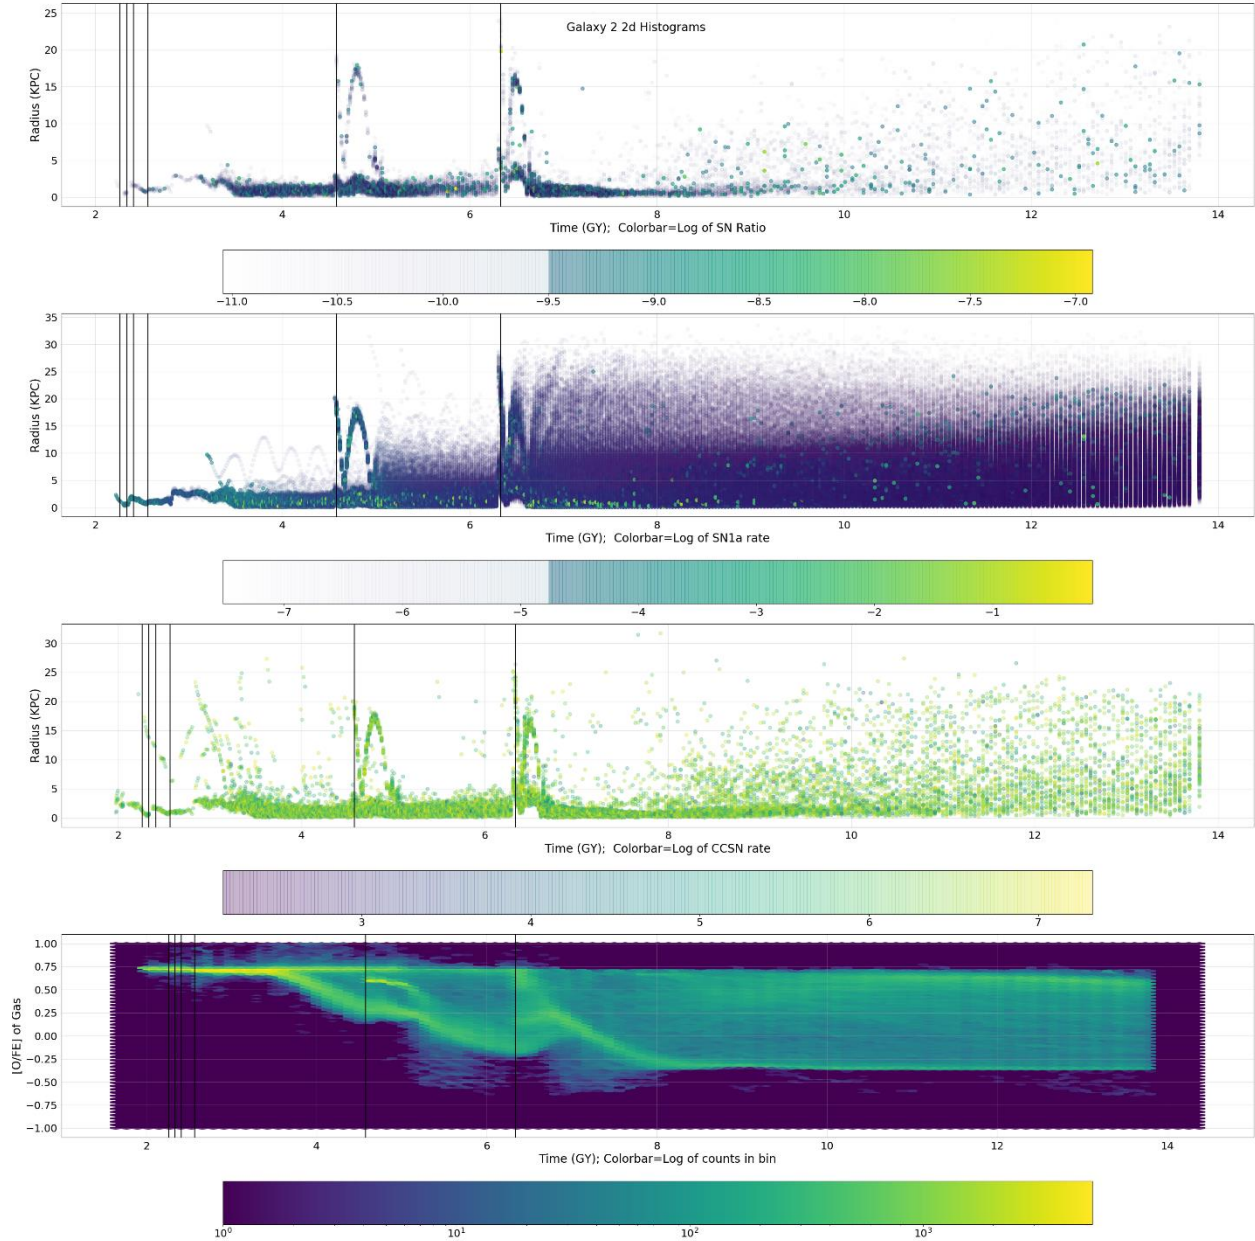 Galaxy 2 2d Histograms
25
20
15
10
5
0
Radius (KPC)
2 4 6 8 10 12 14
Time (GY); Colorbar=Log of SN Ratio
−11.0 −10.5 −10.0 −9.5 −9.0 −8.5 −8.0 −7.5 −7.0
35
30
25
20
15
10
5
0
Radius (KPC)
2 4 6 8 10 12 14
Time (GY); Colorbar=Log of SN1a rate
−7 −6 −5 −4 −3 −2 −1
30
25
20
15
10
5
0
Radius (KPC)
2 4 6 8 10 12 14
Time (GY); Colorbar=Log of CCSN rate
3 4 5 6 7
1.00
0.75
0.50
0.25
0.00
−0.25
−0.50
−0.75
−1.00
[O/FE] of Gas
2 4 6 8 10 12 14
Time (GY); Colorbar=Log of counts in bin
10⁰ 10¹ 10² 10³